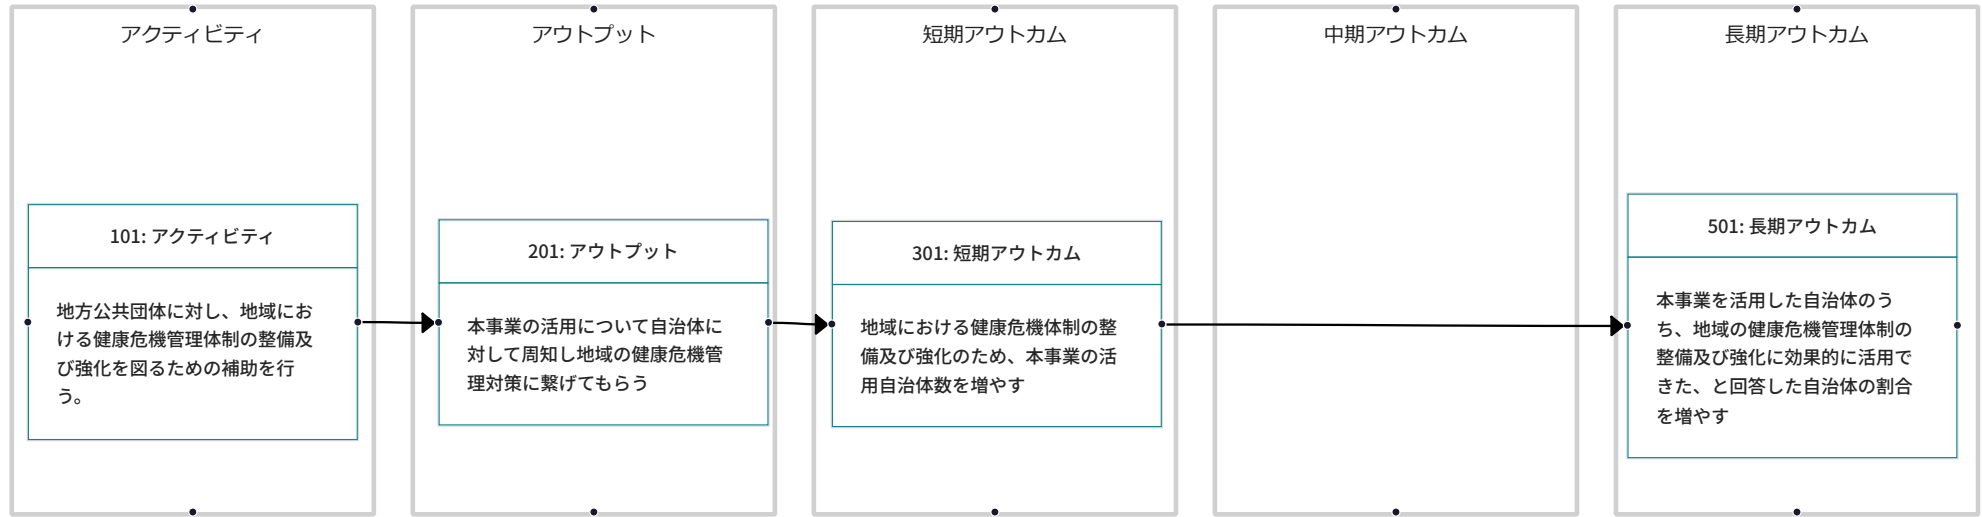 アクティビティ
アウトプット
短期アウトカム
中期アウトカム
長期アウトカム
101: アクティビティ
地方公共団体に対し、地域にお
ける健康危機管理体制の整備及
び強化を図るための補助を行
う。
201: アウトプット
本事業の活用について自治体に
対して周知し地域の健康危機管
理対策に繋げてもらう
301: 短期アウトカム
地域における健康危機体制の整
備及び強化のため、本事業の活
用自治体数を増やす
501: 長期アウトカム
本事業を活用した自治体のう
ち、地域の健康危機管理体制の
整備及び強化に効果的に活用で
きた、と回答した自治体の割合
を増やす